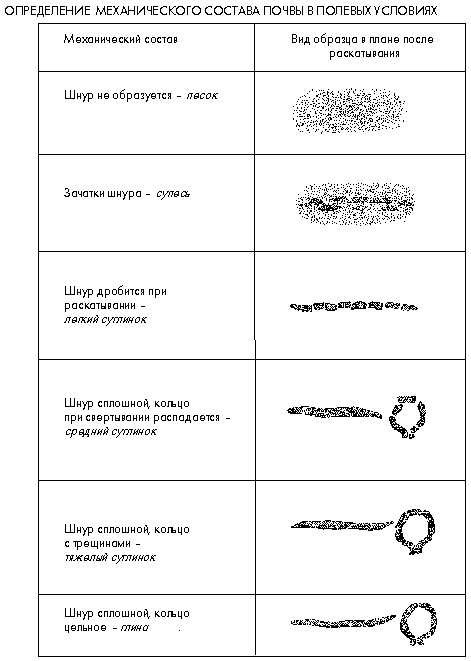 ОПРЕДЕЛЕНИЕ МЕХАНИЧЕСКОГО СОСТАВА ПОЧВЫ В ПОЛЕВЫХ УСЛОВИЯХ
Механический состав
Вид образца в плане после
раскатывания
Шнур не образуется – песок
Зачатки шнура – супесь
Шнур дробится при
раскатывании –
легкий суглинок
Шнур сплошной, кольцо
при свертывании распадается –
средний суглинок
Шнур сплошной, кольцо
с трещинами –
тяжелый суглинок
Шнур сплошной, кольцо
цельное – глина .